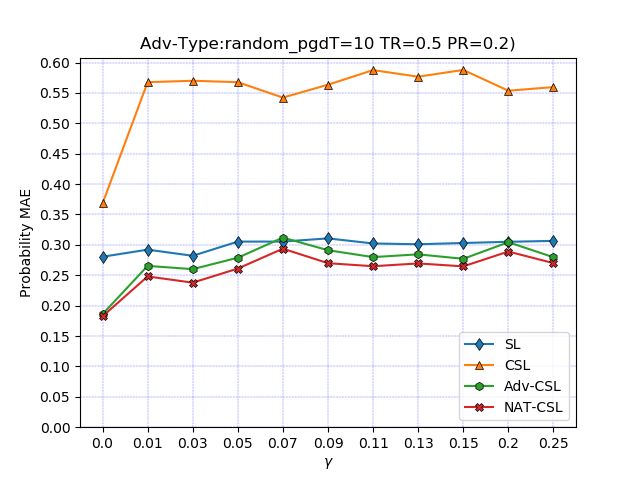 Adv-Type:random_pgdT=10 TR=0.5 PR=0.2)
0.60
0.55
0.50
0.45
0.40
0.35
0.30
0.25
0.20
0.15
0.10
0.05
0.00
Probability MAE
SL
CSL
Adv-CSL
NAT-CSL
0.0 0.01 0.03 0.05 0.07 0.09 0.11 0.13 0.15 0.2 0.25
γ